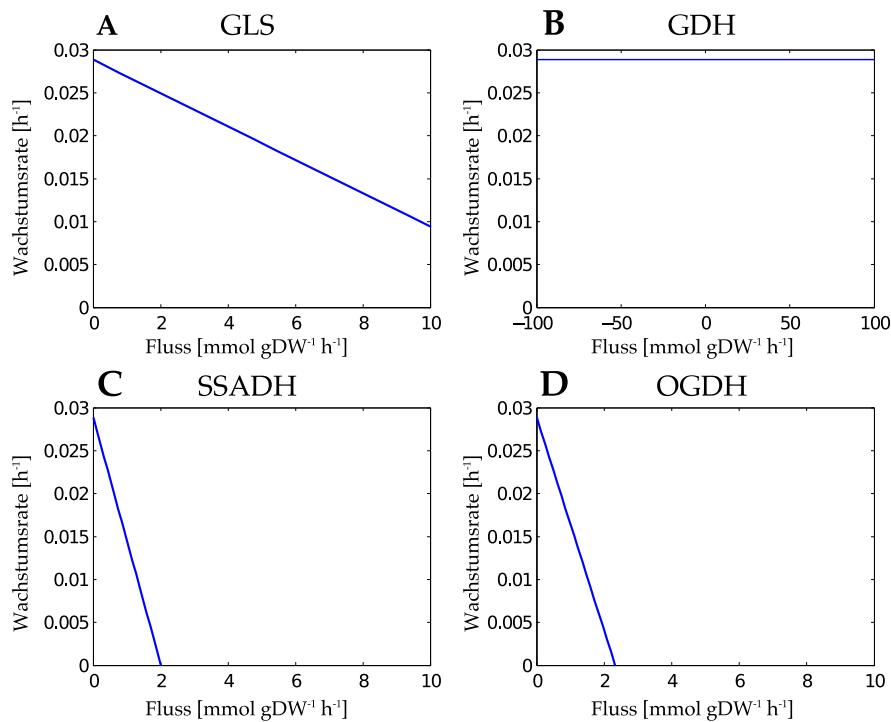 A GLS
0.03
0.025
0.02
0.015
0.01
0.005
0
Wachstumsrate [h⁻¹]
0 2 4 6 8 10
Fluss [mmol gDW⁻¹ h⁻¹]
B GDH
0.03
0.025
0.02
0.015
0.01
0.005
0
Wachstumsrate [h⁻¹]
−100 −50 0 50 100
Fluss [mmol gDW⁻¹ h⁻¹]
C SSADH
0.03
0.025
0.02
0.015
0.01
0.005
0
Wachstumsrate [h⁻¹]
0 2 4 6 8 10
Fluss [mmol gDW⁻¹ h⁻¹]
D OGDH
0.03
0.025
0.02
0.015
0.01
0.005
0
Wachstumsrate [h⁻¹]
0 2 4 6 8 10
Fluss [mmol gDW⁻¹ h⁻¹]